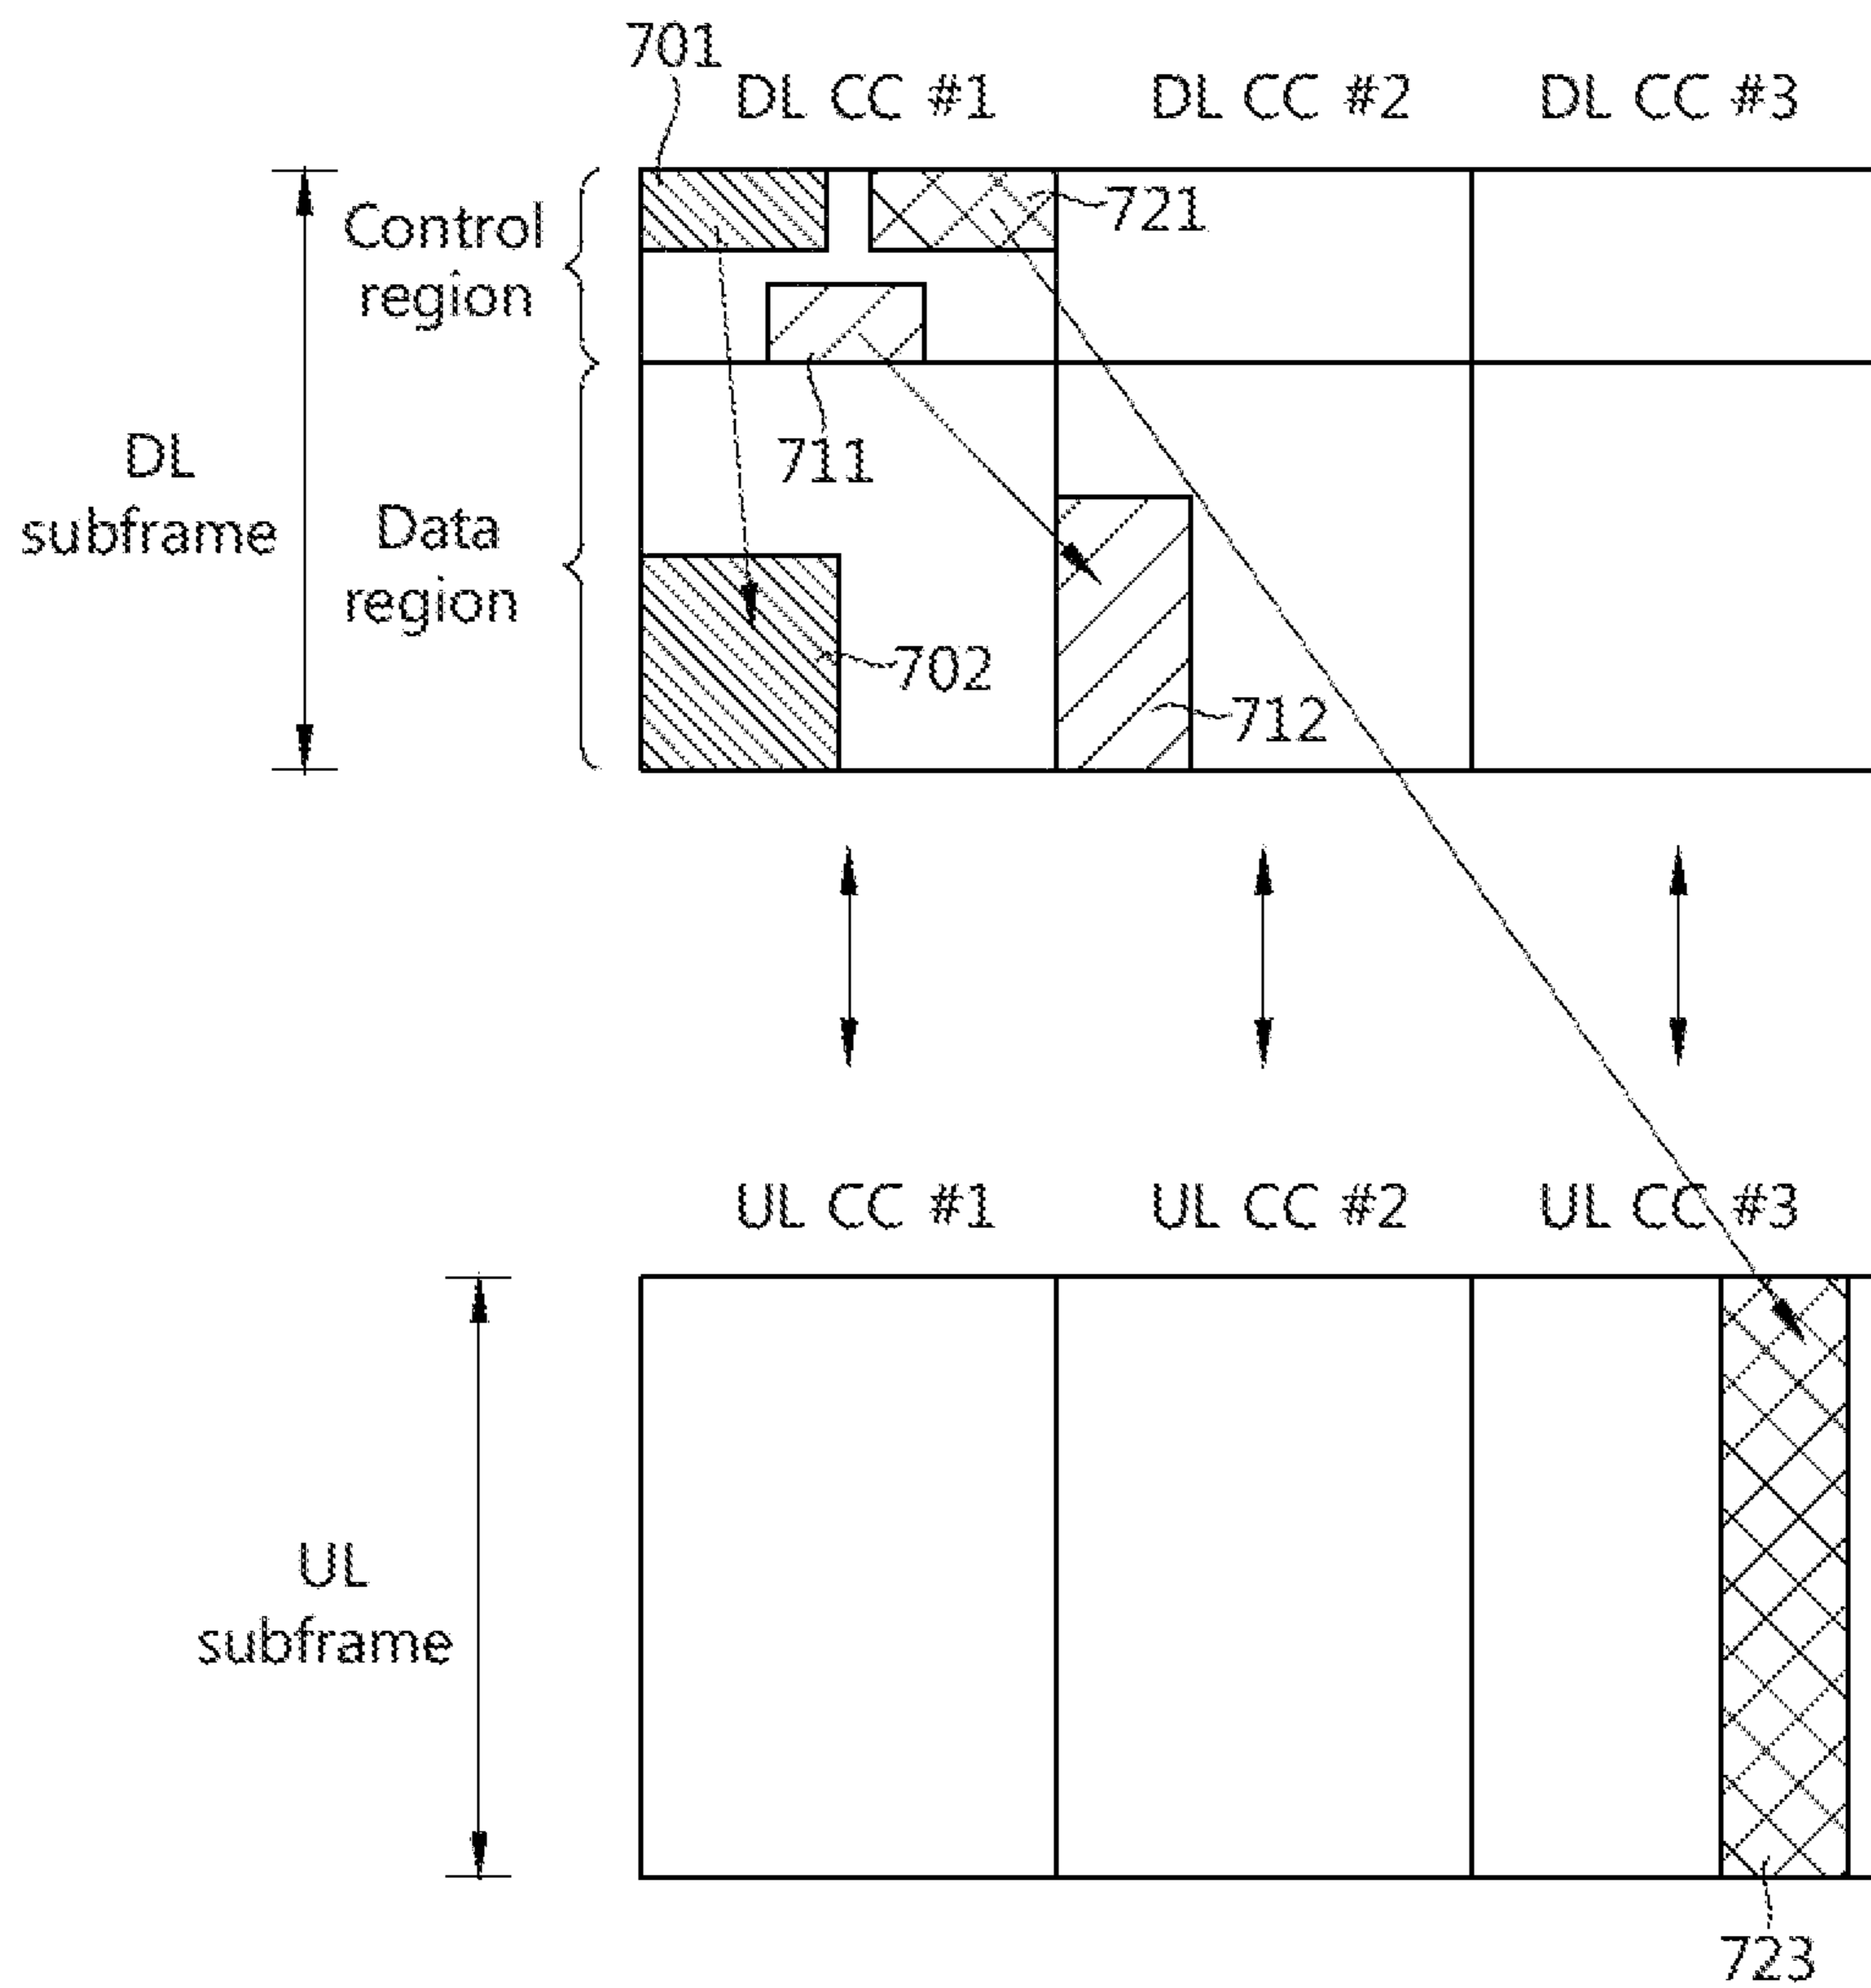 701
DL CC #1 DL CC #2 DL CC #3
721
Control
region
711
DL
subframe
Data
region
702
712
UL CC #1 UL CC #2 UL CC #3
UL
subframe
723